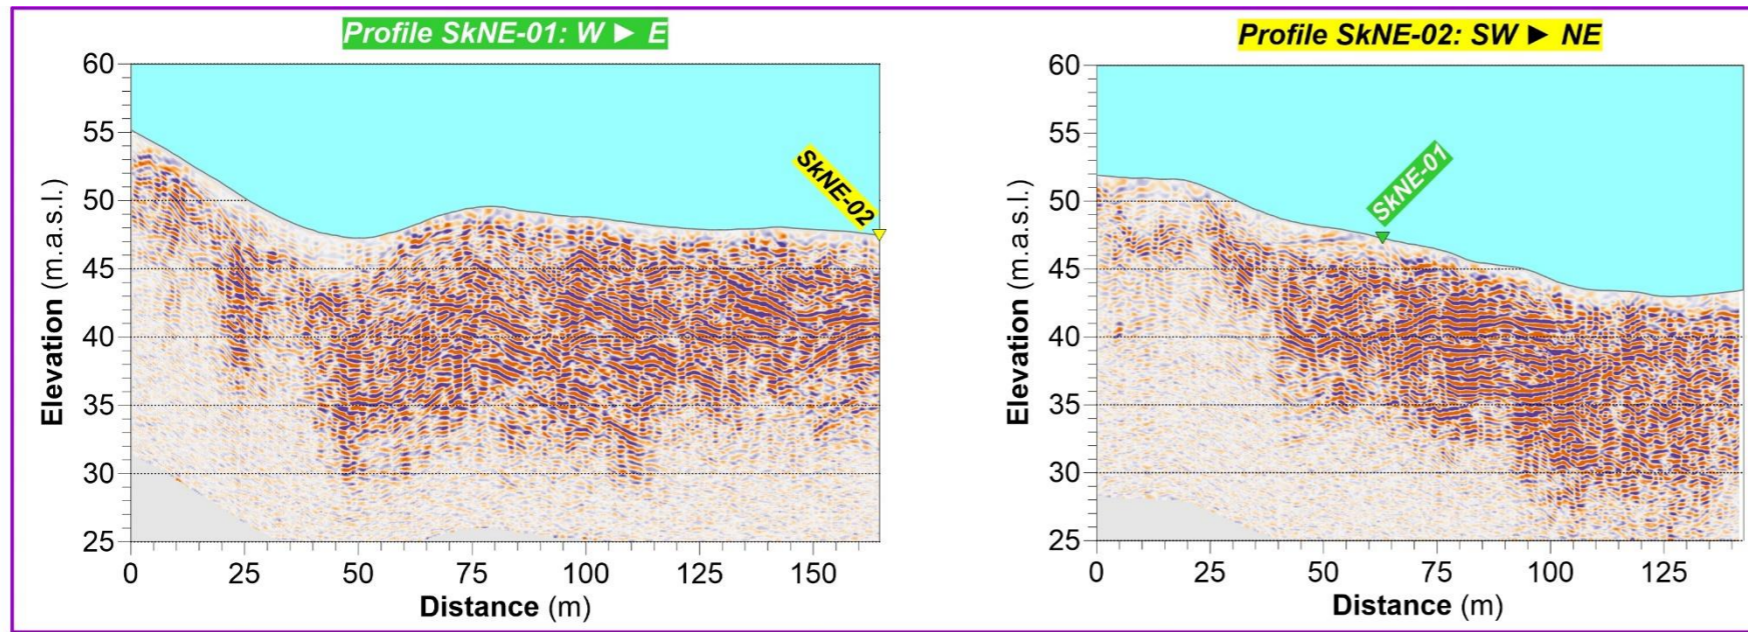 Profile SkNE-01: W ► E
60
55
50
45
40
35
30
25
Elevation (m.a.s.l.)
SkNE-02
0 25 50 75 100 125 150
Distance (m)
Profile SkNE-02: SW ► NE
60
55
50
45
40
35
30
25
Elevation (m.a.s.l.)
SkNE-01
0 25 50 75 100 125
Distance (m)